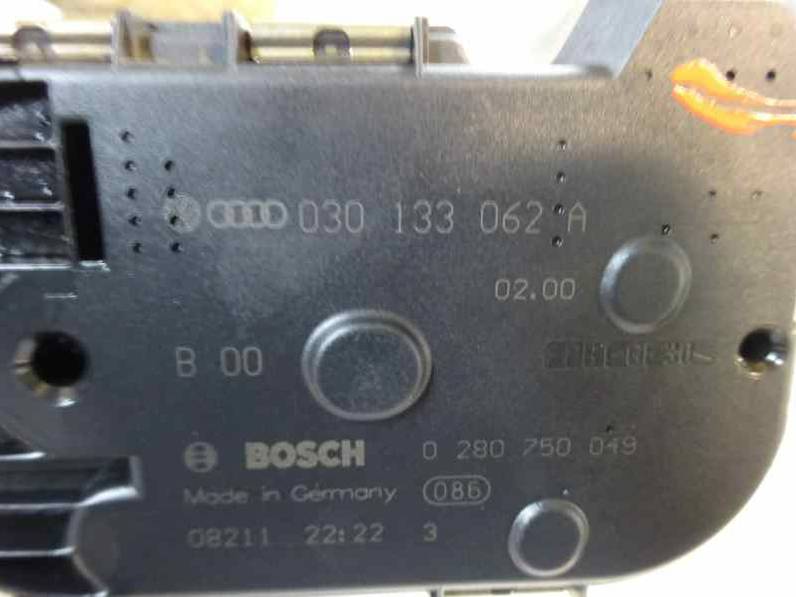 030 133 062 A
02.00
B 00
BOSCH 0 280 750 049
Made in Germany 086
08211 22:22 3